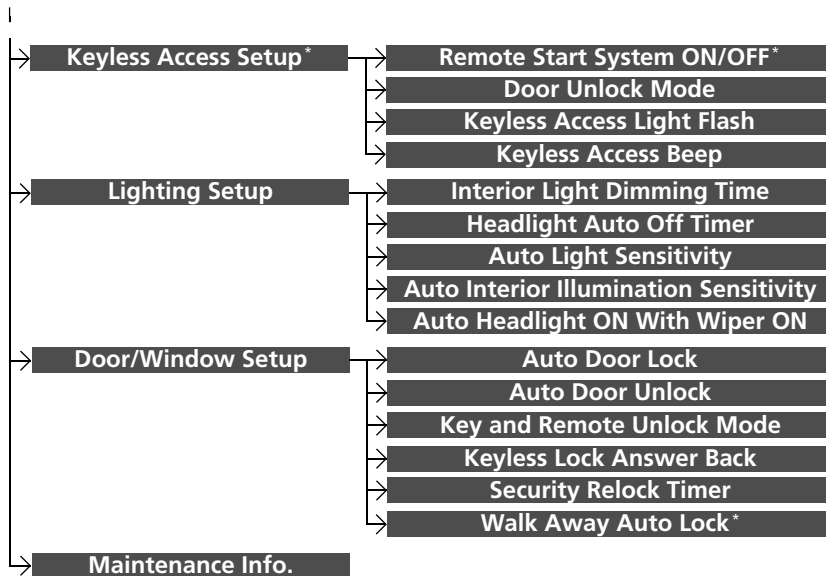 Keyless Access Setup*
Remote Start System ON/OFF*
Door Unlock Mode
Keyless Access Light Flash
Keyless Access Beep
Lighting Setup
Interior Light Dimming Time
Headlight Auto Off Timer
Auto Light Sensitivity
Auto Interior Illumination Sensitivity
Auto Headlight ON With Wiper ON
Door/Window Setup
Auto Door Lock
Auto Door Unlock
Key and Remote Unlock Mode
Keyless Lock Answer Back
Security Relock Timer
Walk Away Auto Lock*
Maintenance Info.